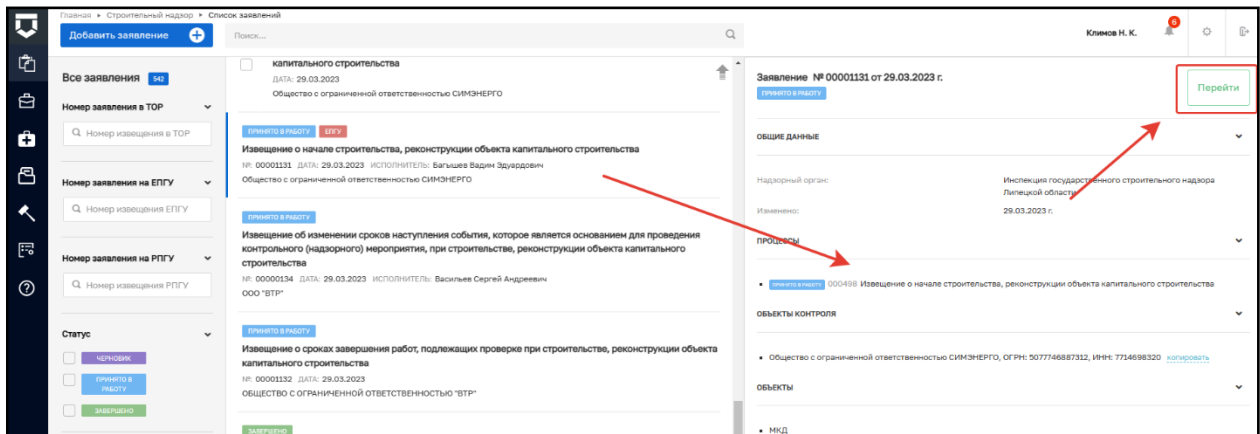 Главная ▸ Строительный надзор ▸ Список заявлений
Добавить заявление
Поиск...
Климов Н. К.
6
Все заявления 542
Номер заявления в ТОР
Номер извещения в ТОР
Номер заявления на ЕПГУ
Номер извещения ЕПГУ
Номер заявления на РПГУ
Номер извещения РПГУ
Статус
ЧЕРНОВИК
ПРИНЯТО В
РАБОТУ
ЗАВЕРШЕНО
капитального строительства
ДАТА: 29.03.2023
Общество с ограниченной ответственностью СИМЭНЕРГО
ПРИНЯТО В РАБОТУ ЕПГУ
Извещение о начале строительства, реконструкции объекта капитального строительства
№: 00001131 ДАТА: 29.03.2023 ИСПОЛНИТЕЛЬ: Багышев Вадим Эдуардович
Общество с ограниченной ответственностью СИМЭНЕРГО
ПРИНЯТО В РАБОТУ
Извещение об изменении сроков наступления события, которое является основанием для проведения
контрольного (надзорного) мероприятия, при строительстве, реконструкции объекта капитального
строительства
№: 00000134 ДАТА: 29.03.2023 ИСПОЛНИТЕЛЬ: Васильев Сергей Андреевич
ООО "ВТР"
ПРИНЯТО В РАБОТУ
Извещение о сроках завершения работ, подлежащих проверке при строительстве, реконструкции объекта
капитального строительства
№: 00001132 ДАТА: 29.03.2023
ОБЩЕСТВО С ОГРАНИЧЕННОЙ ОТВЕТСТВЕННОСТЬЮ "ВТР"
ЗАВЕРШЕНО
Заявление № 00001131 от 29.03.2023 г.
ПРИНЯТО В РАБОТУ
Перейти
ОБЩИЕ ДАННЫЕ
Надзорный орган: Инспекция государственного строительного надзора
Липецкой области
Изменено: 29.03.2023 г.
ПРОЦЕССЫ
• ПРИНЯТО В РАБОТУ 000498 Извещение о начале строительства, реконструкции объекта капитального строительства
ОБЪЕКТЫ КОНТРОЛЯ
• Общество с ограниченной ответственностью СИМЭНЕРГО, ОГРН: 5077746887312, ИНН: 7714698320 копировать
ОБЪЕКТЫ
• МКД